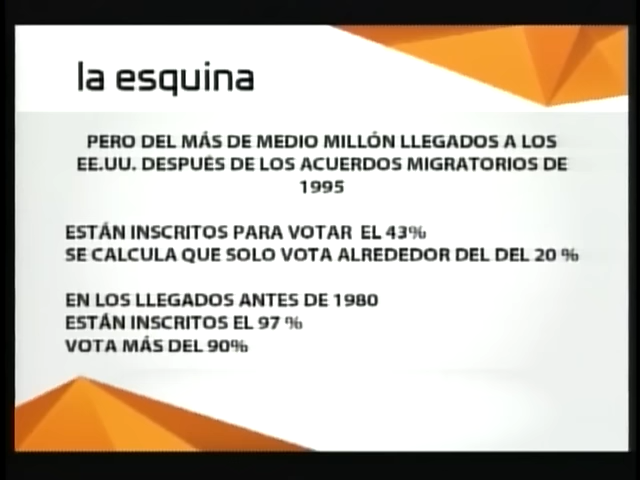 la esquina
PERO DEL MÁS DE MEDIO MILLÓN LLEGADOS A LOS
EE.UU. DESPUÉS DE LOS ACUERDOS MIGRATORIOS DE
1995
ESTÁN INSCRITOS PARA VOTAR EL 43%
SE CALCULA QUE SOLO VOTA ALREDEDOR DEL DEL 20 %
EN LOS LLEGADOS ANTES DE 1980
ESTÁN INSCRITOS EL 97 %
VOTA MÁS DEL 90%